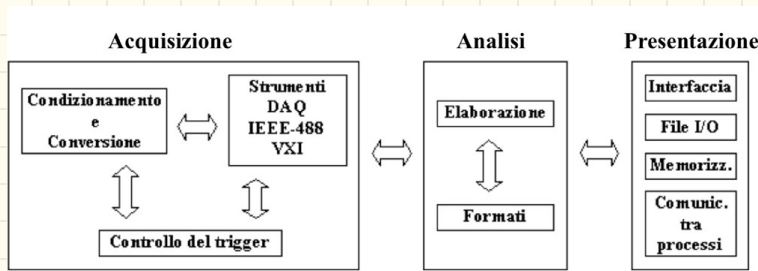 Acquisizione
Analisi
Presentazione
Condizionamento
e
Conversione
Strumenti
DAQ
IEEE-488
VXI
Controllo del trigger
Elaborazione
Formati
Interfaccia
File I/O
Memorizz.
Comunic.
tra
processi